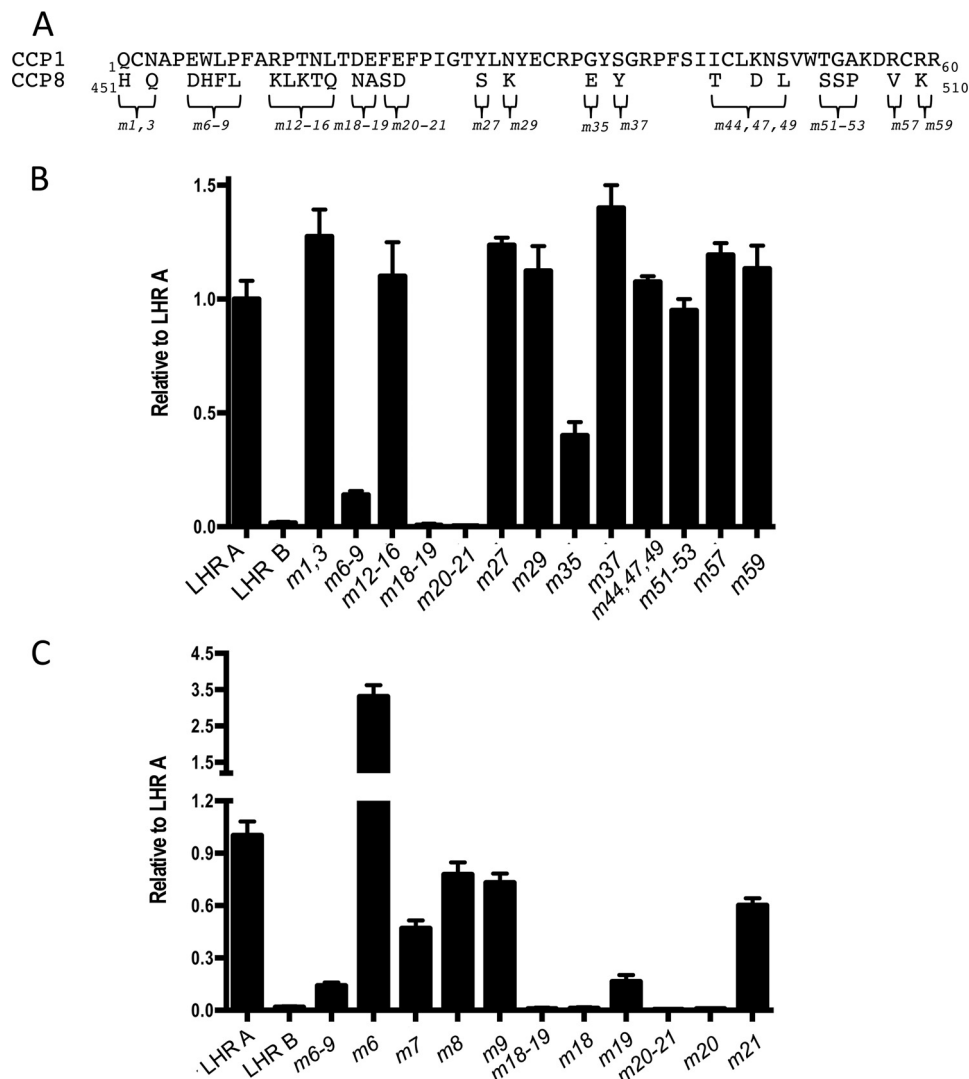 A
CCP1 1QCNAPEWLPFARPTNLTDEFEFPIGTYLNYECRPGYSGRPFSIICLKNSVWTGAKDRCRR60
CCP8 451H Q DHFL KLKTQ NASD S K E Y T D L SSP V K 510
m1,3 m6-9 m12-16 m18-19 m20-21 m27 m29 m35 m37 m44,47,49 m51-53 m57 m59
B
Relative to LHR A
1.5
1.0
0.5
0.0
LHR A LHR B m1,3 m6-9 m12-16 m18-19 m20-21 m27 m29 m35 m37 m44,47,49 m51-53 m57 m59
C
Relative to LHR A
4.5
3.5
2.5
1.5
1.2
0.9
0.6
0.3
0.0
LHR A LHR B m6-9 m6 m7 m8 m9 m18-19 m18 m19 m20-21 m20 m21